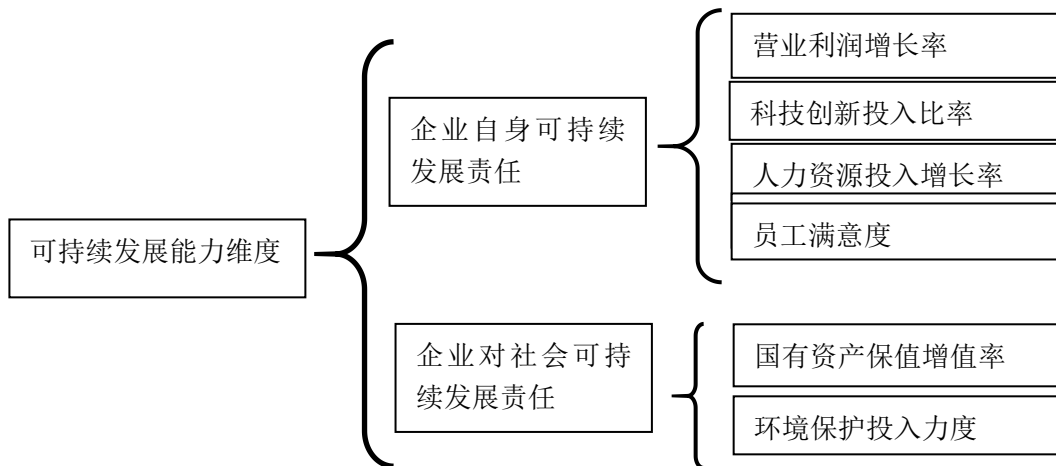 可持续发展能力维度
企业自身可持续
发展责任
营业利润增长率
科技创新投入比率
人力资源投入增长率
员工满意度
企业对社会可持
续发展责任
国有资产保值增值率
环境保护投入力度